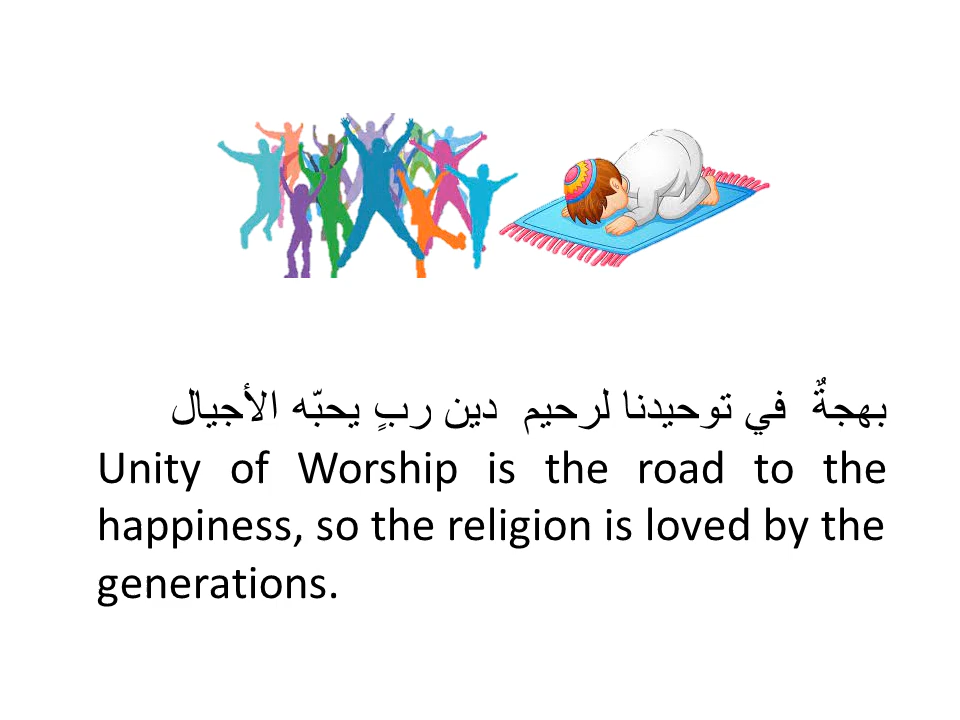 بهجةٌ في توحيدنا لرحيم دين ربٍ يحبّه الأجيال
Unity of Worship is the road to the
happiness, so the religion is loved by the
generations.